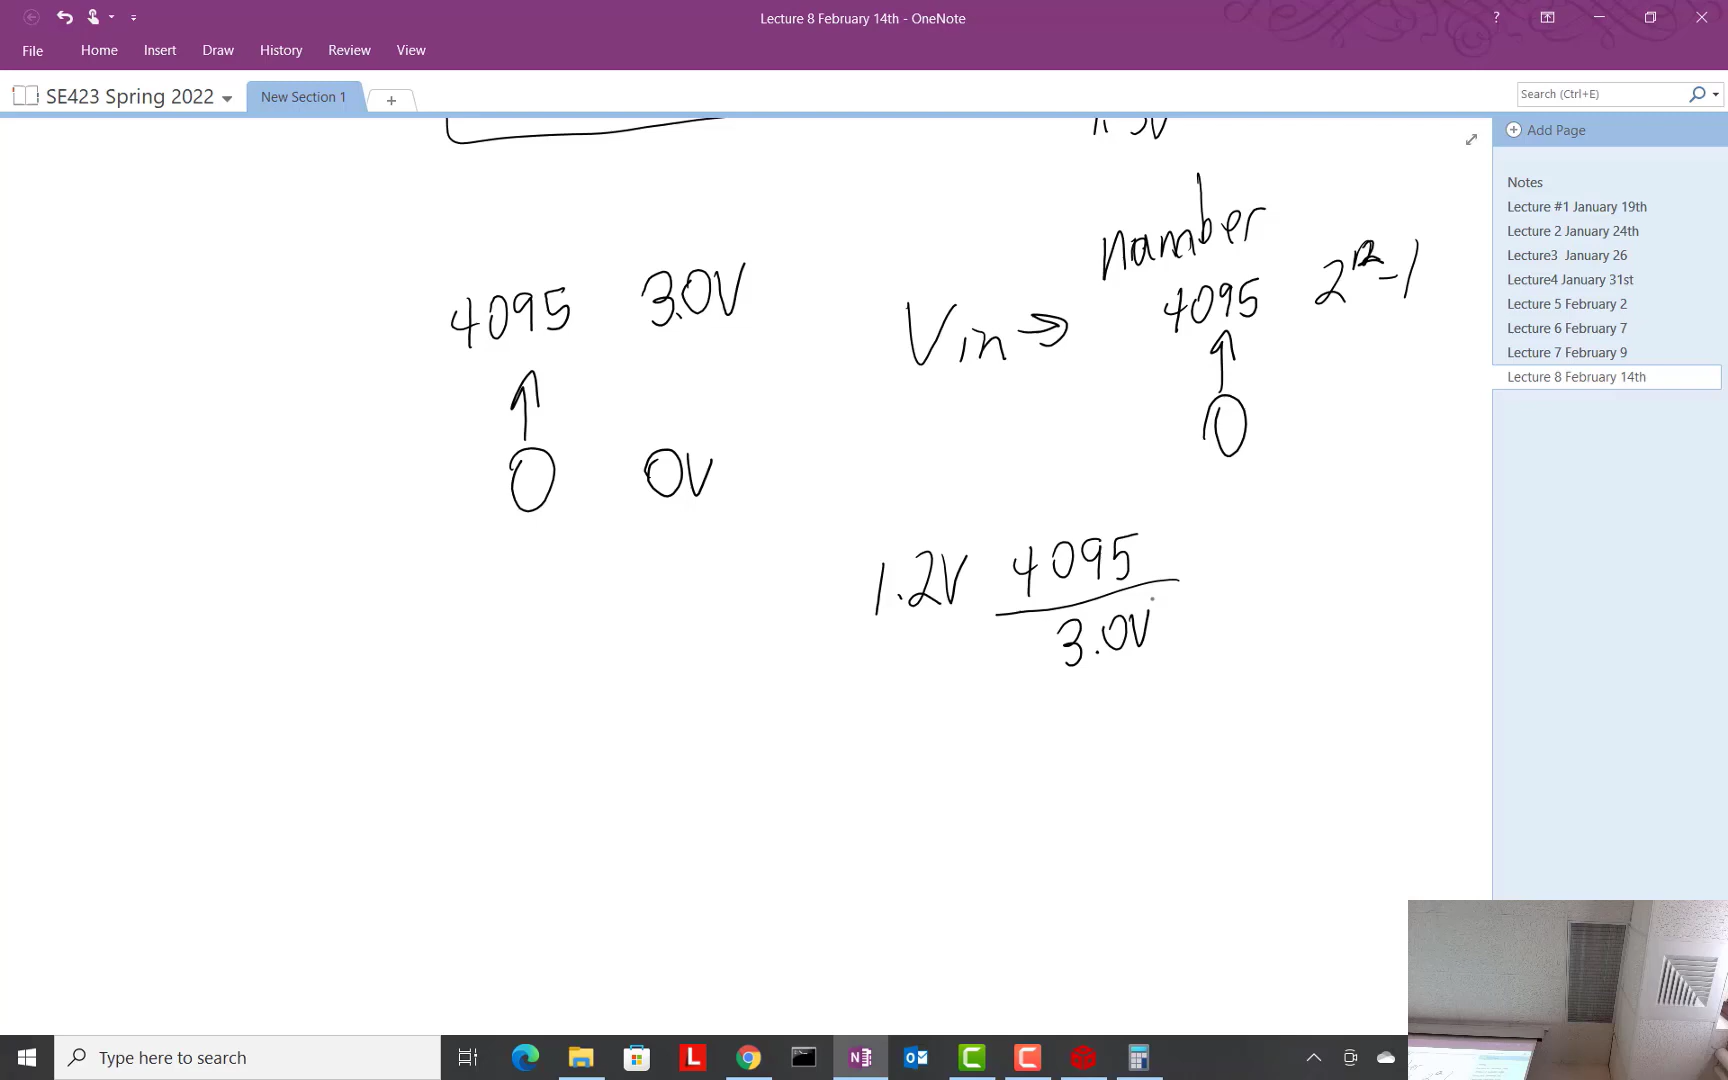 Lecture 8 February 14th - OneNote
File Home Insert Draw History Review View
SE423 Spring 2022
New Section 1
Search (Ctrl+E)
Add Page
Notes
Lecture #1 January 19th
Lecture 2 January 24th
Lecture3 January 26
Lecture4 January 31st
Lecture 5 February 2
Lecture 6 February 7
Lecture 7 February 9
Lecture 8 February 14th
number
4095 3.0V
Vin → 4095 2^12-1
0 0V
0
1.2V 4095
3.0V
Type here to search